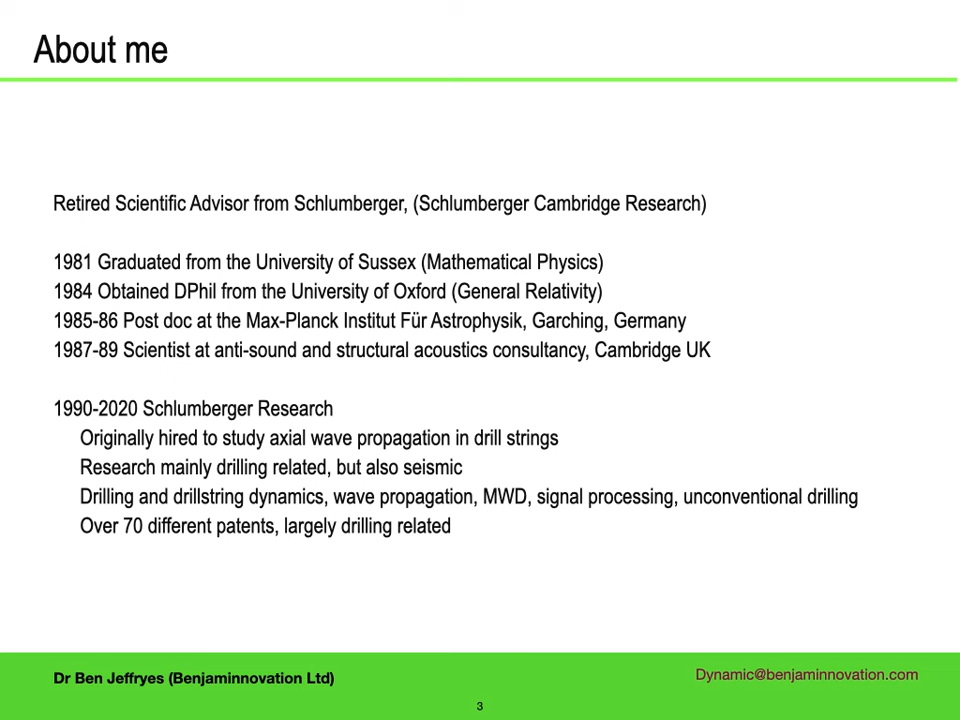 About me
Retired Scientific Advisor from Schlumberger, (Schlumberger Cambridge Research)
1981 Graduated from the University of Sussex (Mathematical Physics)
1984 Obtained DPhil from the University of Oxford (General Relativity)
1985-86 Post doc at the Max-Planck Institut Für Astrophysik, Garching, Germany
1987-89 Scientist at anti-sound and structural acoustics consultancy, Cambridge UK
1990-2020 Schlumberger Research
Originally hired to study axial wave propagation in drill strings
Research mainly drilling related, but also seismic
Drilling and drillstring dynamics, wave propagation, MWD, signal processing, unconventional drilling
Over 70 different patents, largely drilling related
Dr Ben Jeffryes (Benjaminnovation Ltd)
Dynamic@benjaminnovation.com
3